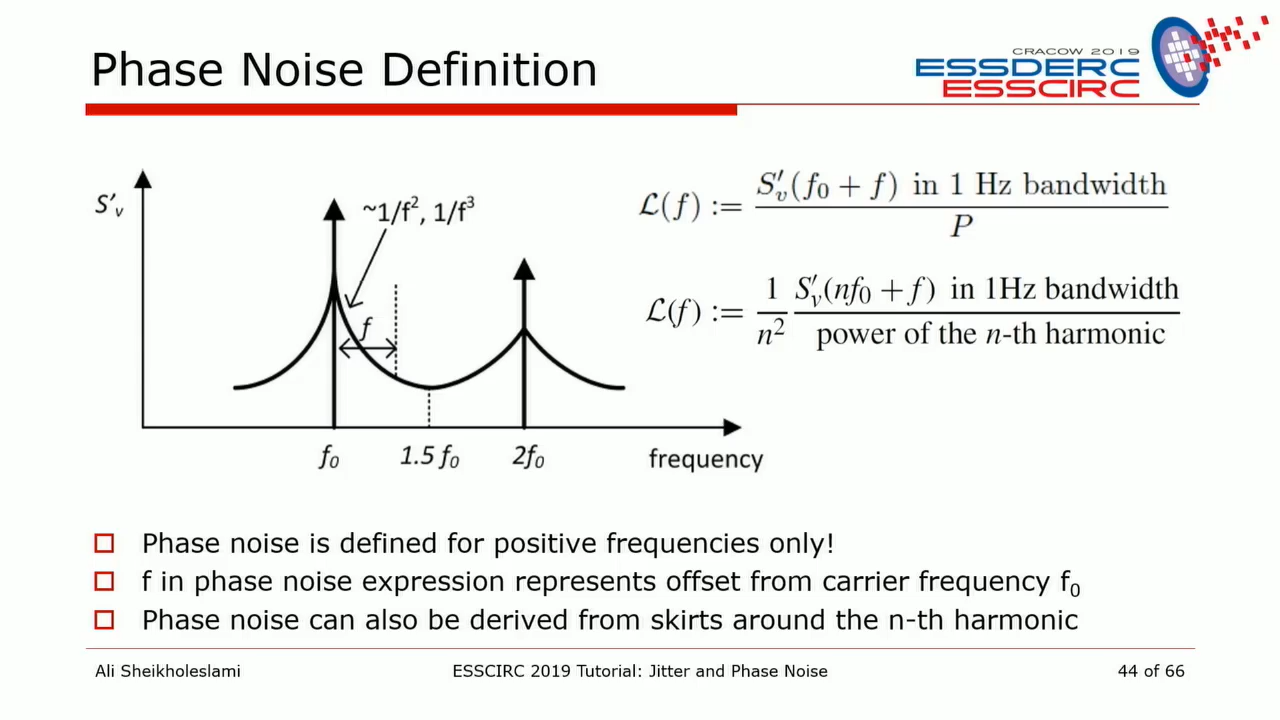 Phase Noise Definition
CRACOW 2019
ESSDERC
ESSCIRC
S'ᵥ
~1/f², 1/f³
f
f₀
1.5 f₀
2f₀
frequency
ℒ(f) := S′ᵥ(f₀ + f) in 1 Hz bandwidth / P
ℒ(f) := 1/n² S′ᵥ(nf₀ + f) in 1Hz bandwidth / power of the n-th harmonic
Phase noise is defined for positive frequencies only!
f in phase noise expression represents offset from carrier frequency f₀
Phase noise can also be derived from skirts around the n-th harmonic
Ali Sheikholeslami
ESSCIRC 2019 Tutorial: Jitter and Phase Noise
44 of 66